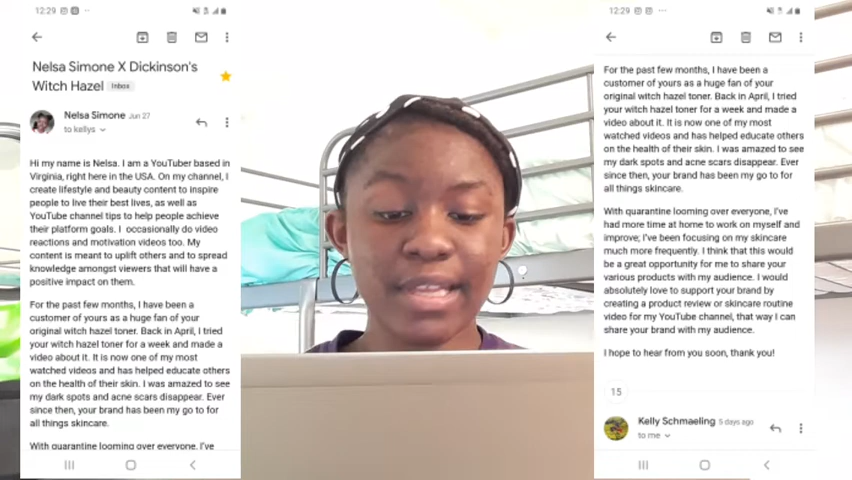 12:29
Nelsa Simone X Dickinson's
Witch Hazel Inbox
Nelsa Simone Jun 27
to kellys
Hi my name is Nelsa. I am a YouTuber based in
Virginia, right here in the USA. On my channel, I
create lifestyle and beauty content to inspire
people to live their best lives, as well as
YouTube channel tips to help people achieve
their platform goals. I occasionally do video
reactions and motivation videos too. My
content is meant to uplift others and to spread
knowledge amongst viewers that will have a
positive impact on them.
For the past few months, I have been a
customer of yours as a huge fan of your
original witch hazel toner. Back in April, I tried
your witch hazel toner for a week and made a
video about it. It is now one of my most
watched videos and has helped educate others
on the health of their skin. I was amazed to see
my dark spots and acne scars disappear. Ever
since then, your brand has been my go to for
all things skincare.
With quarantine looming over everyone, I've
12:29
For the past few months, I have been a
customer of yours as a huge fan of your
original witch hazel toner. Back in April, I tried
your witch hazel toner for a week and made a
video about it. It is now one of my most
watched videos and has helped educate others
on the health of their skin. I was amazed to see
my dark spots and acne scars disappear. Ever
since then, your brand has been my go to for
all things skincare.
With quarantine looming over everyone, I've
had more time at home to work on myself and
improve; I've been focusing on my skincare
much more frequently. I think that this would
be a great opportunity for me to share your
various products with my audience. I would
absolutely love to support your brand by
creating a product review or skincare routine
video for my YouTube channel, that way I can
share your brand with my audience.
I hope to hear from you soon, thank you!
15
Kelly Schmaeling 5 days ago
to me